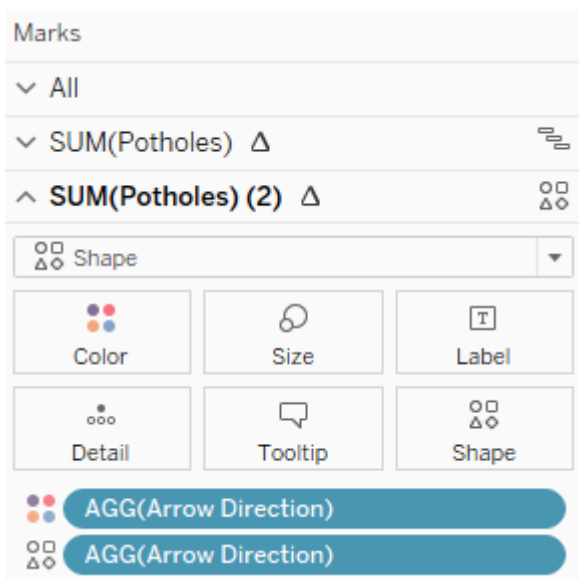 Marks
All
SUM(Potholes) Δ
SUM(Potholes) (2) Δ
Shape
Color Size Label
Detail Tooltip Shape
AGG(Arrow Direction)
AGG(Arrow Direction)